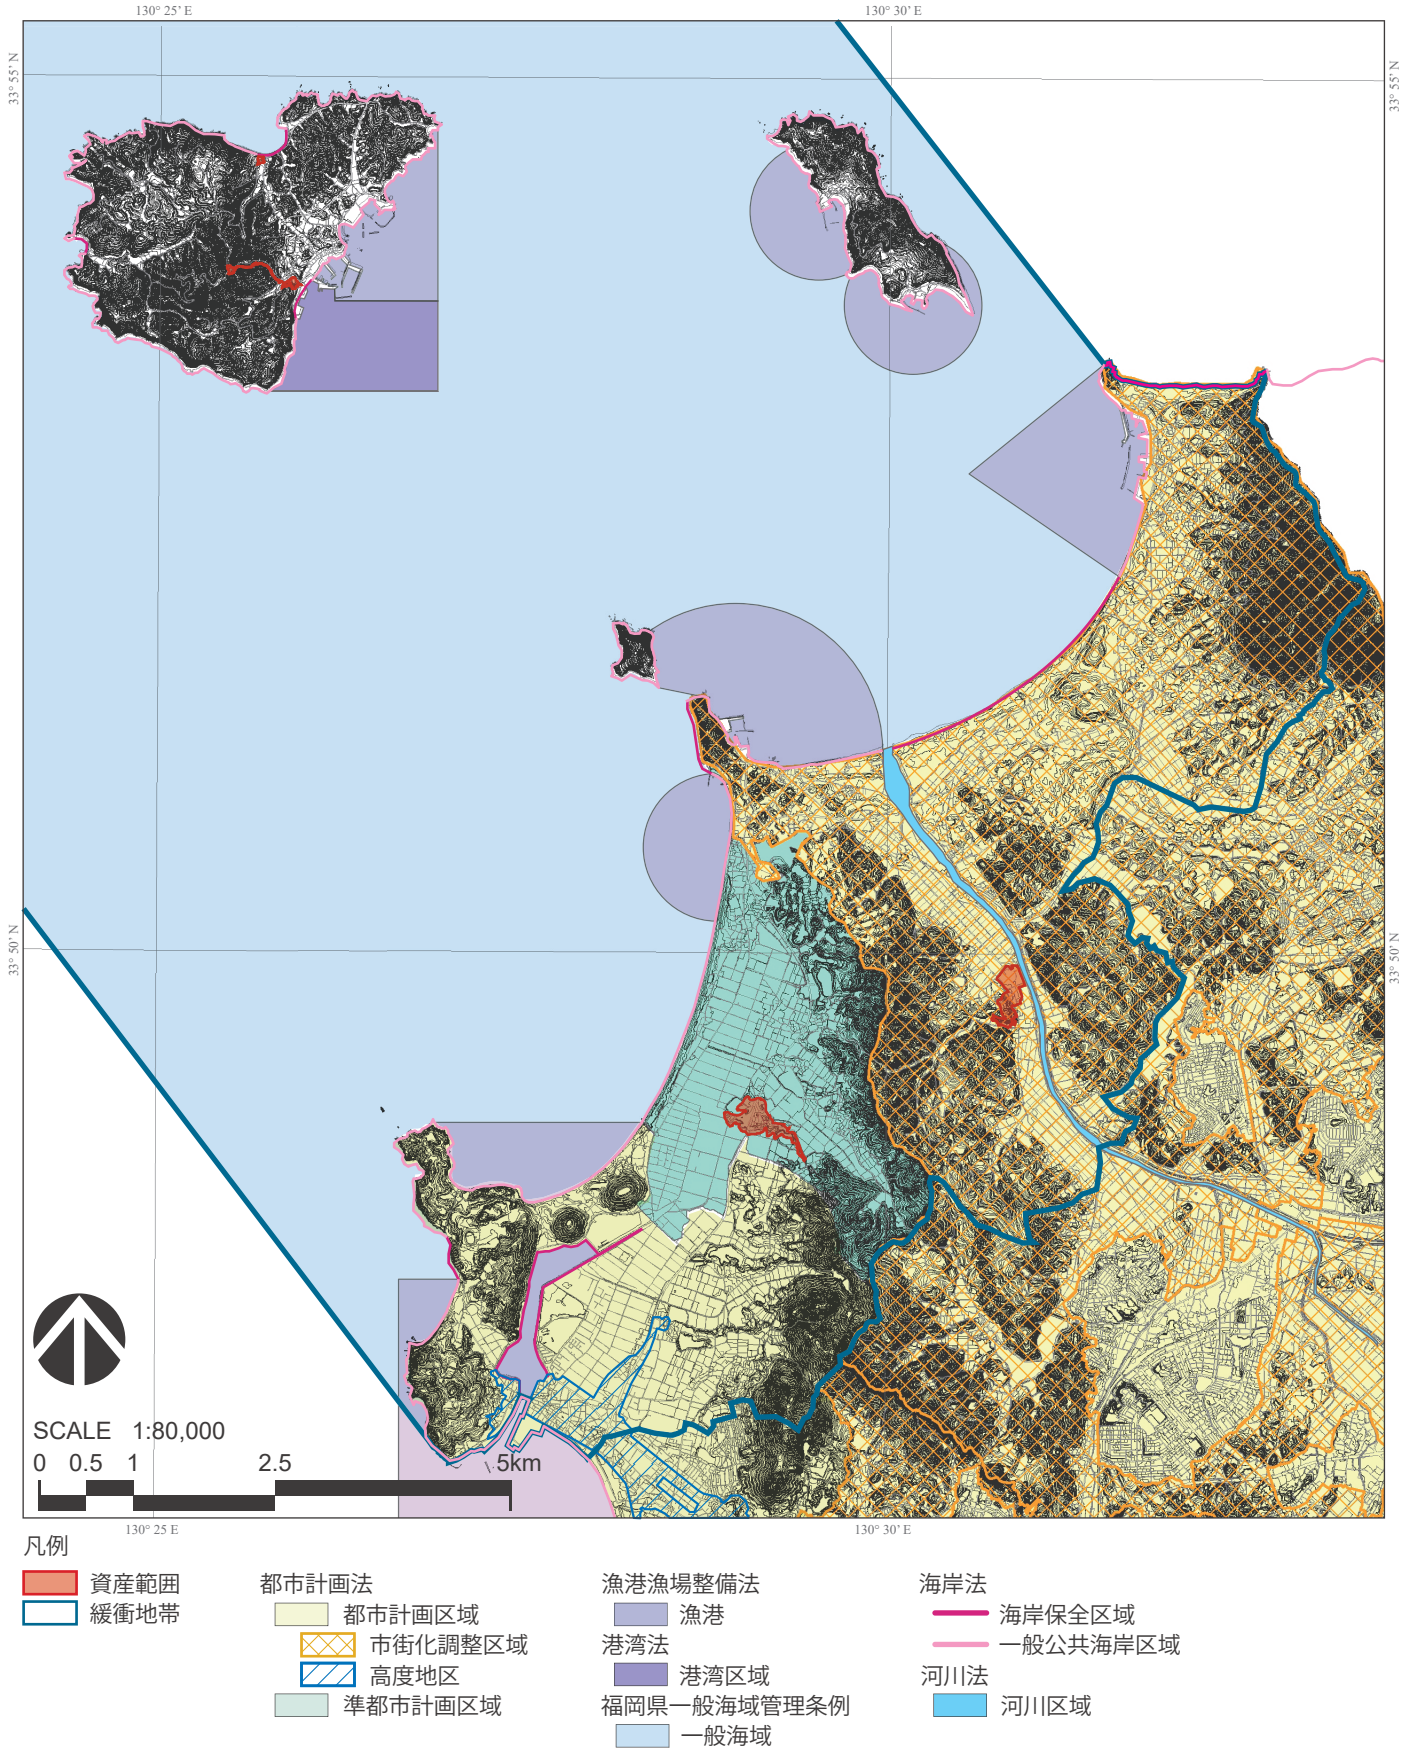 130° 25' E
130° 30' E
33° 55' N
33° 55' N
33° 50' N
33° 50' N
SCALE 1:80,000
0 0.5 1 2.5 5km
130° 25' E
130° 30' E
凡例
資産範囲
緩衝地帯
都市計画法
都市計画区域
市街化調整区域
高度地区
準都市計画区域
漁港漁場整備法
漁港
港湾法
港湾区域
福岡県一般海域管理条例
一般海域
海岸法
海岸保全区域
一般公共海岸区域
河川法
河川区域